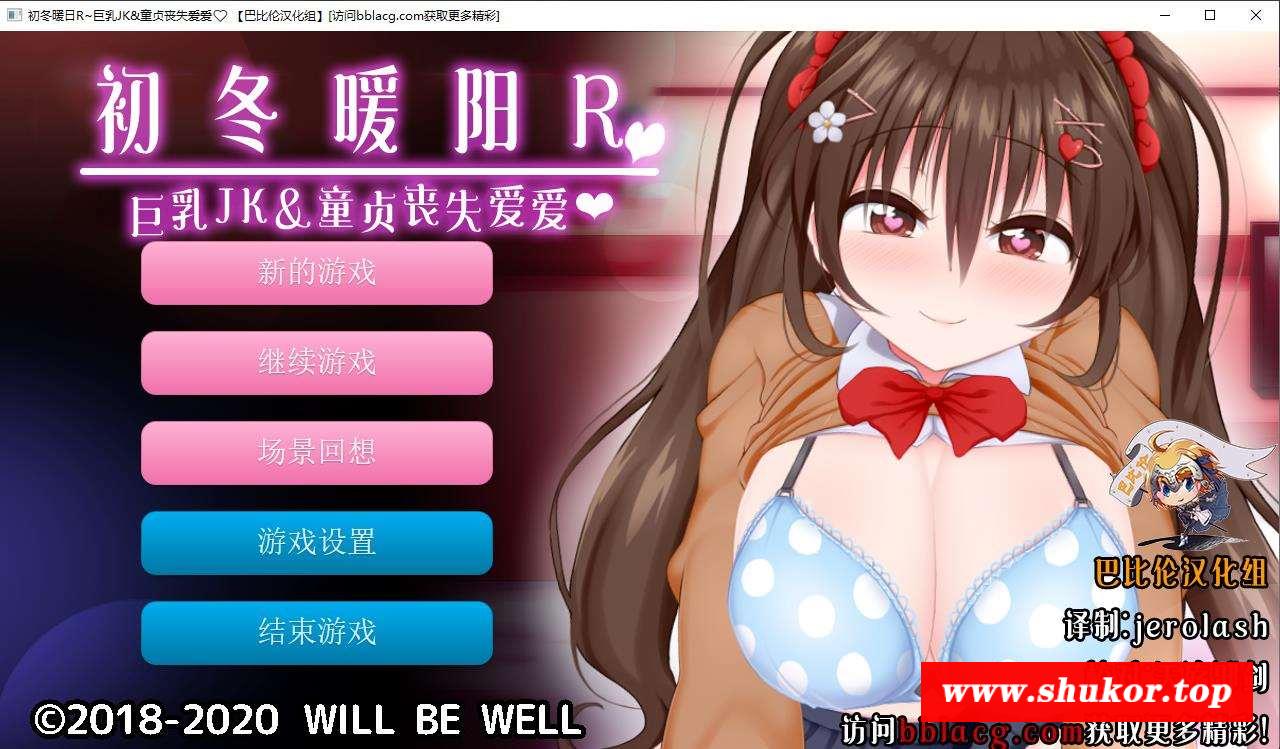 初冬暖日R~巨乳JK&童贞丧失爱爱♡ 【巴比伦汉化组】[访问bblacg.com获取更多精彩]
初冬暖阳R
巨乳JK&童贞丧失爱爱❤
新的游戏
继续游戏
场景回想
游戏设置
结束游戏
©2018-2020 WILL BE WELL
巴比伦
巴比伦汉化组
译制:jerolash
www.shukor.top
访问bblacg.com获取更多精彩!